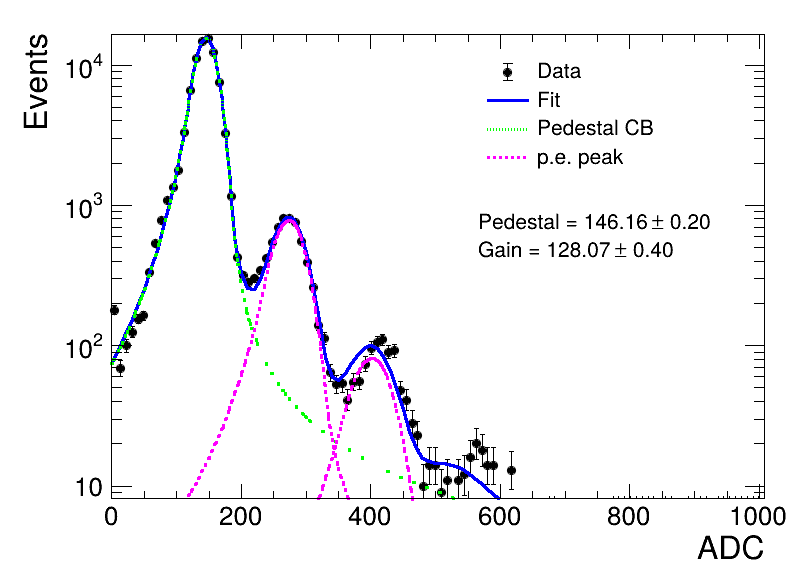 Events
10⁴
10³
10²
10
Data
Fit
Pedestal CB
p.e. peak
Pedestal = 146.16 ± 0.20
Gain = 128.07 ± 0.40
0 200 400 600 800 1000
ADC